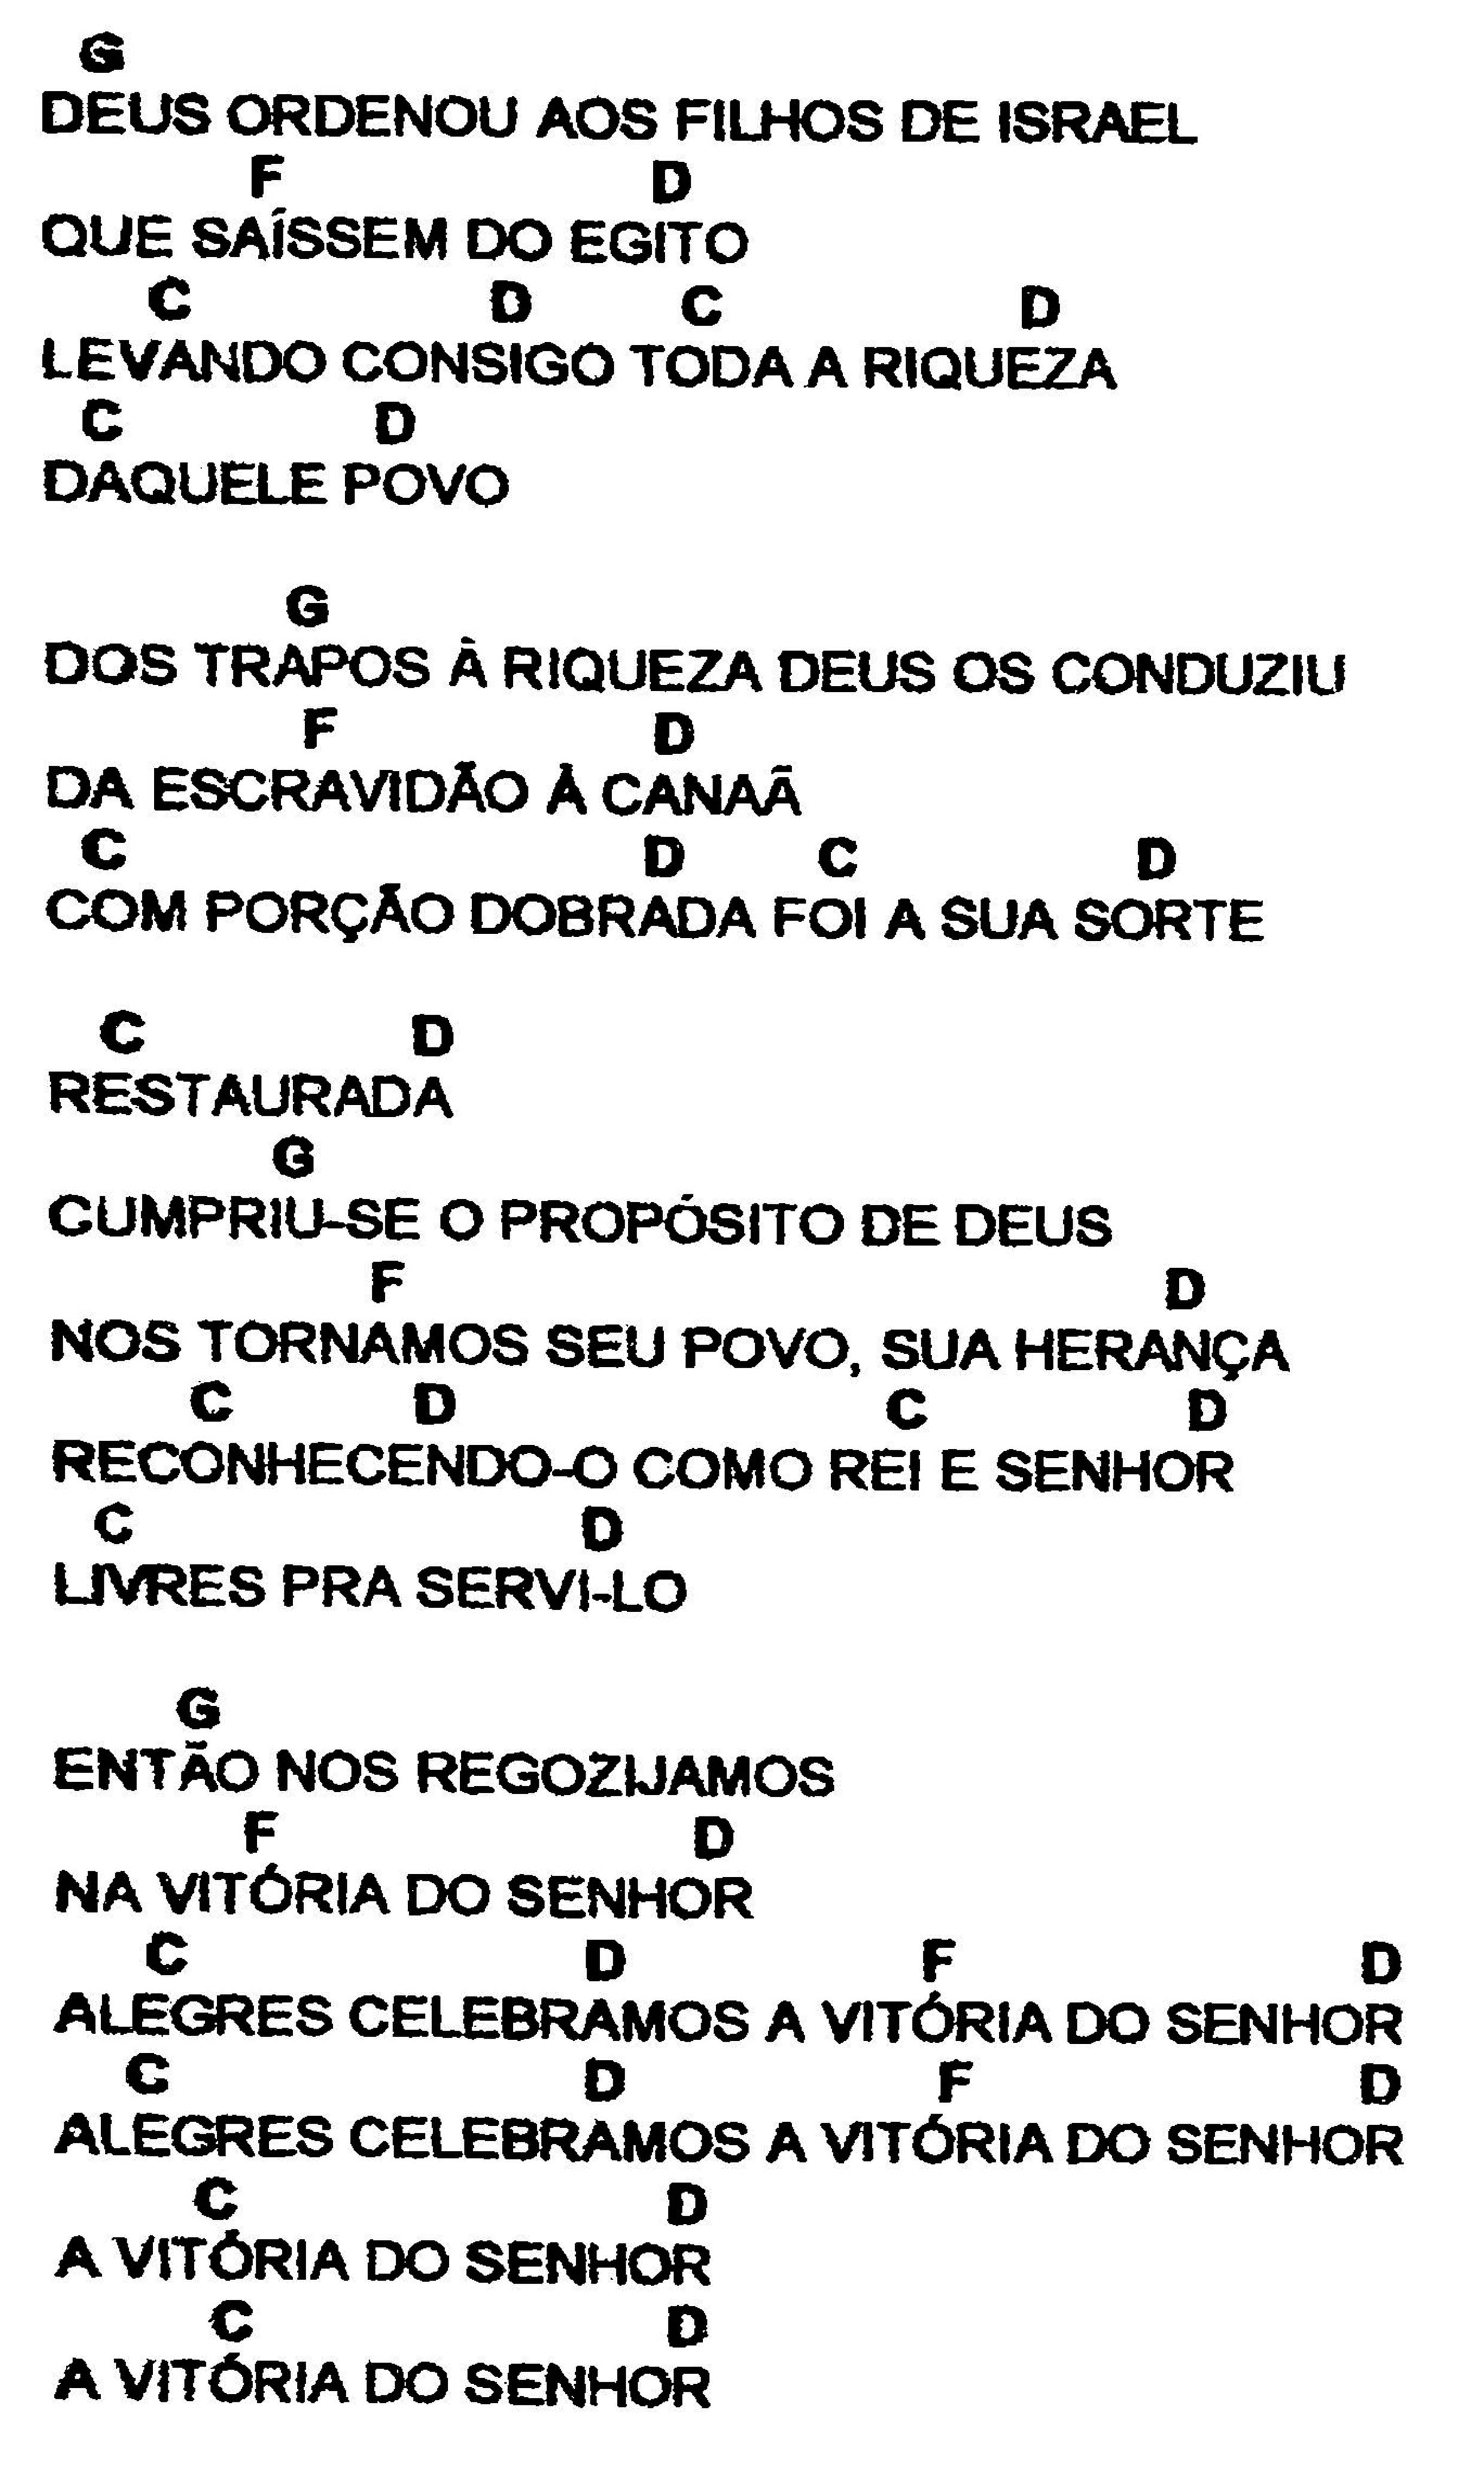 G
DEUS ORDENOU AOS FILHOS DE ISRAEL
F D
QUE SAÍSSEM DO EGITO
C D C D
LEVANDO CONSIGO TODA A RIQUEZA
C D
DAQUELE POVO
G
DOS TRAPOS À RIQUEZA DEUS OS CONDUZIU
F D
DA ESCRAVIDÃO À CANAÃ
C D C D
COM PORÇÃO DOBRADA FOI A SUA SORTE
C D
RESTAURADA
G
CUMPRIU-SE O PROPÓSITO DE DEUS
F D
NOS TORNAMOS SEU POVO, SUA HERANÇA
C D C D
RECONHECENDO-O COMO REI E SENHOR
C D
LIVRES PRA SERVI-LO
G
ENTÃO NOS REGOZIJAMOS
F D
NA VITÓRIA DO SENHOR
C D F D
ALEGRES CELEBRAMOS A VITÓRIA DO SENHOR
C D F D
ALEGRES CELEBRAMOS A VITÓRIA DO SENHOR
C D
A VITÓRIA DO SENHOR
C D
A VITÓRIA DO SENHOR